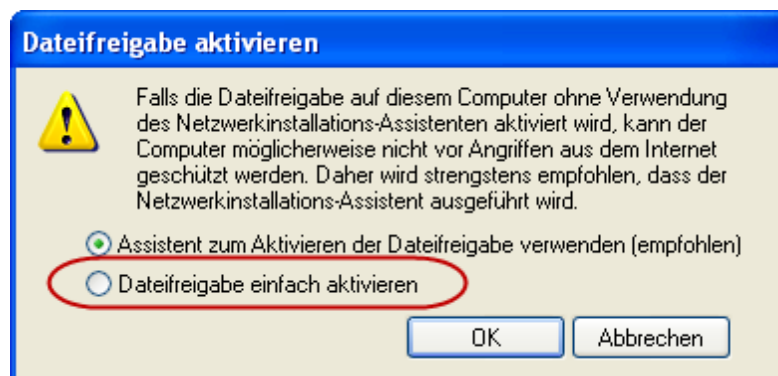 Dateifreigabe aktivieren
Falls die Dateifreigabe auf diesem Computer ohne Verwendung
des Netzwerkinstallations-Assistenten aktiviert wird, kann der
Computer möglicherweise nicht vor Angriffen aus dem Internet
geschützt werden. Daher wird strengstens empfohlen, dass der
Netzwerkinstallations-Assistent ausgeführt wird.
Assistent zum Aktivieren der Dateifreigabe verwenden (empfohlen)
Dateifreigabe einfach aktivieren
OK Abbrechen